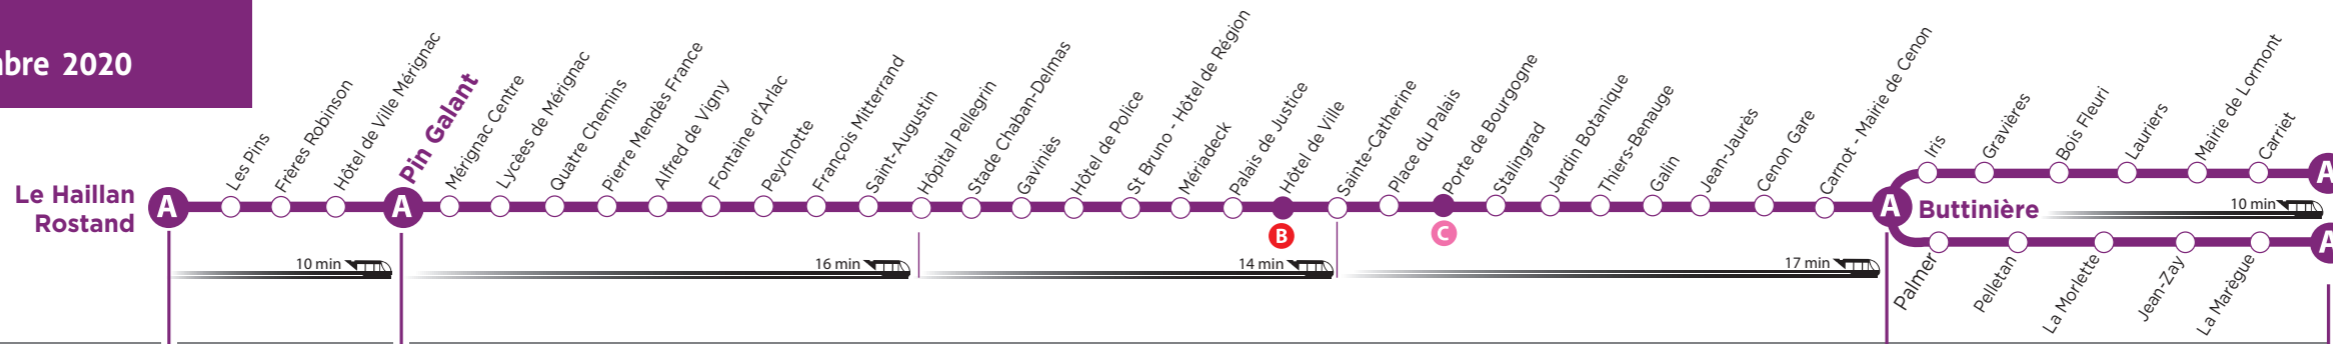 bre 2020
Le Haillan
Rostand
A
Les Pins
Frères Robinson
Hôtel de Ville Mérignac
A
Pin Galant
Mérignac Centre
Lycées de Mérignac
Quatre Chemins
Pierre Mendès France
Alfred de Vigny
Fontaine d'Arlac
Peychotte
François Mitterrand
Saint-Augustin
Hôpital Pellegrin
Stade Chaban-Delmas
Gaviniès
Hôtel de Police
St Bruno - Hôtel de Région
Mériadeck
Palais de Justice
Hôtel de Ville
B
Sainte-Catherine
Place du Palais
Porte de Bourgogne
C
Stalingrad
Jardin Botanique
Thiers-Benauge
Galin
Jean-Jaurès
Cenon Gare
Carnot - Mairie de Cenon
A
Buttinière
Iris
Gravières
Bois Fleuri
Lauriers
Mairie de Lormont
Carriet
A
10 min
Palmer
Pelletan
La Morlette
Jean-Zay
La Marègue
A
10 min
16 min
14 min
17 min